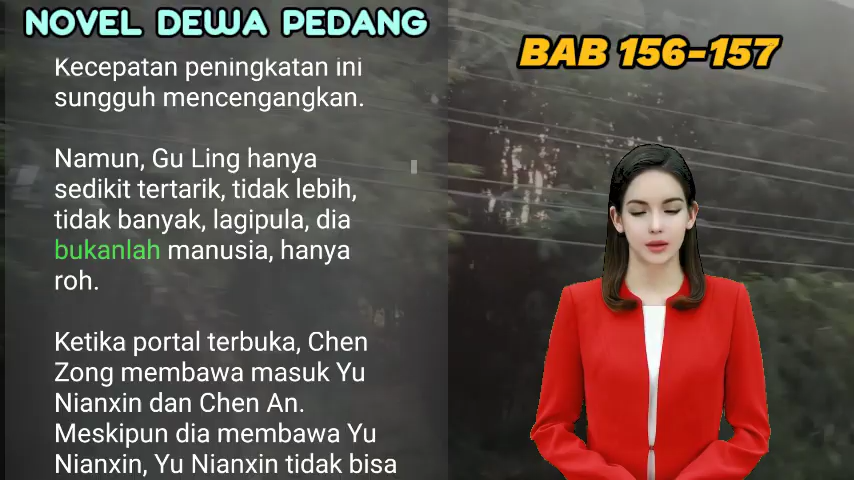 NOVEL DEWA PEDANG
BAB 156-157
Kecepatan peningkatan ini
sungguh mencengangkan.
Namun, Gu Ling hanya
sedikit tertarik, tidak lebih,
tidak banyak, lagipula, dia
bukanlah manusia, hanya
roh.
Ketika portal terbuka, Chen
Zong membawa masuk Yu
Nianxin dan Chen An.
Meskipun dia membawa Yu
Nianxin, Yu Nianxin tidak bisa